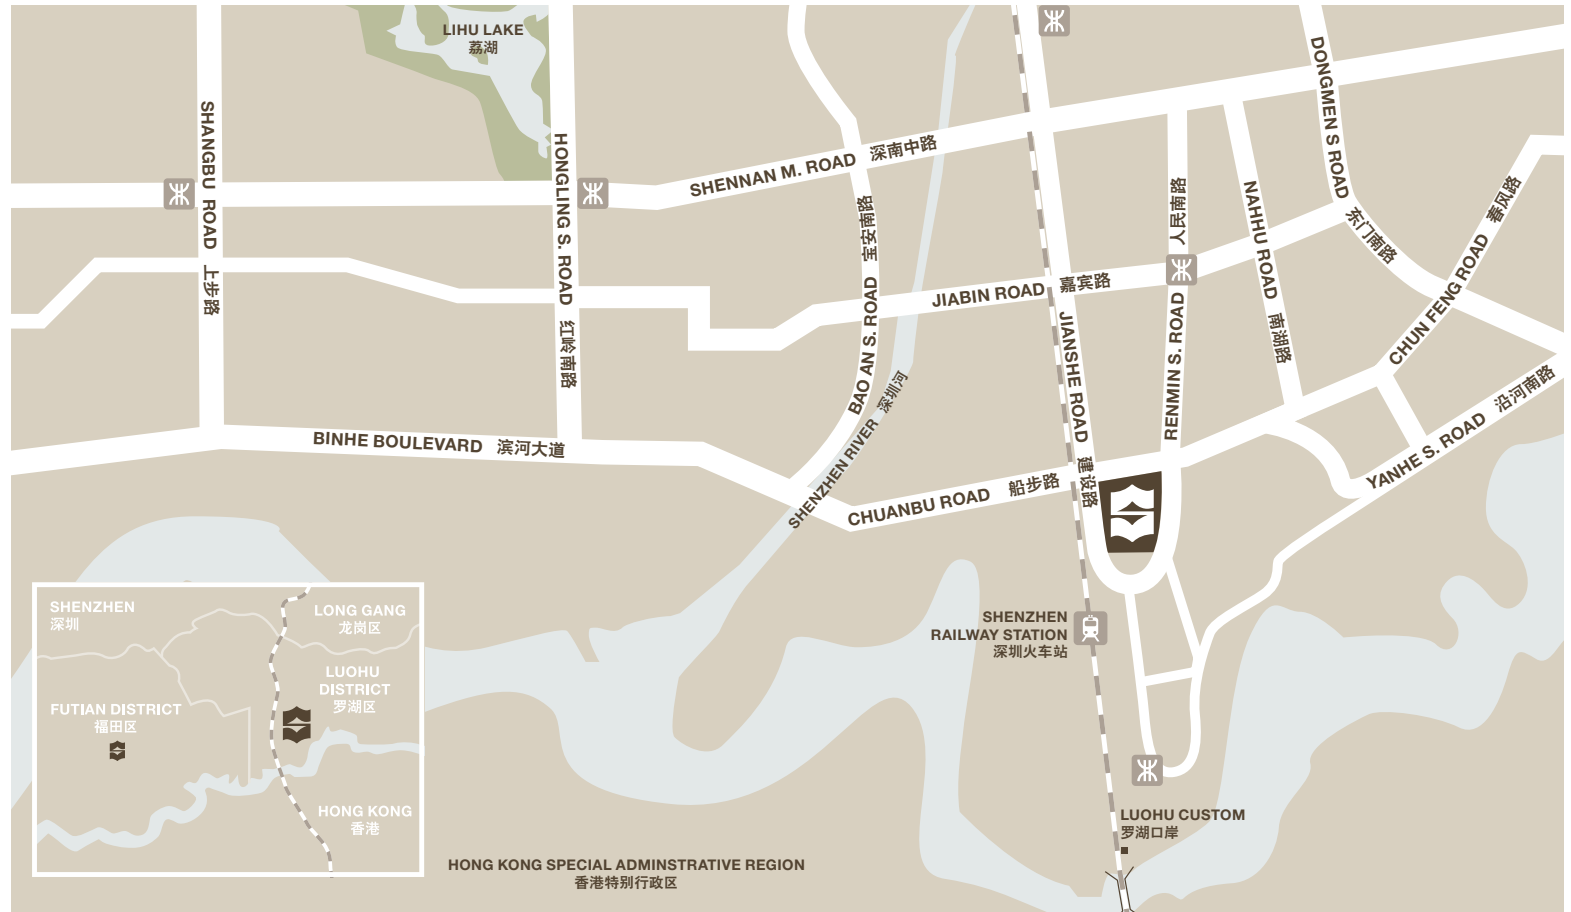 LIHU LAKE
荔湖
SHANGBU ROAD 上步路
HONGLING S. ROAD 红岭南路
SHENNAN M. ROAD 深南中路
BAO AN S. ROAD 宝安南路
JIABIN ROAD 嘉宾路
JIANSHE ROAD 建设路
RENMIN S. ROAD 人民南路
NAHHU ROAD 南湖路
DONGMEN S ROAD 东门南路
CHUN FENG ROAD 春风路
YANHE S. ROAD 沿河南路
BINHE BOULEVARD 滨河大道
SHENZHEN RIVER 深圳河
CHUANBU ROAD 船步路
SHENZHEN
RAILWAY STATION
深圳火车站
LUOHU CUSTOM
罗湖口岸
HONG KONG SPECIAL ADMINSTRATIVE REGION
香港特别行政区
SHENZHEN
深圳
LONG GANG
龙岗区
LUOHU
DISTRICT
罗湖区
FUTIAN DISTRICT
福田区
HONG KONG
香港